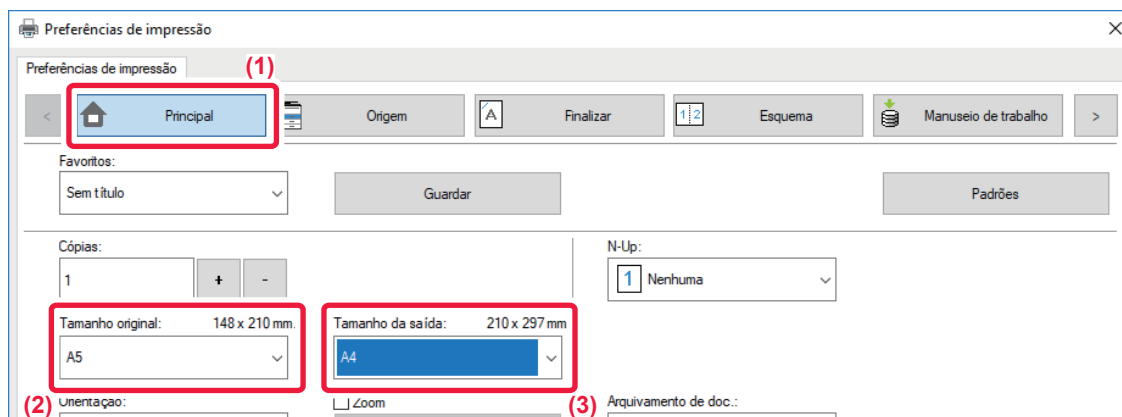 Preferências de impressão
Preferências de impressão
(1)
< Principal Origem A Finalizar 1 2 Esquema Manuseio de trabalho >
Favoritos:
Sem título Guardar Padrões
Cópias: N-Up:
1 + - 1 Nenhuma
Tamanho original: 148 x 210 mm. Tamanho da saída: 210 x 297 mm
A5 A4
(2) Orientação: Zoom (3) Arquivamento de doc.: